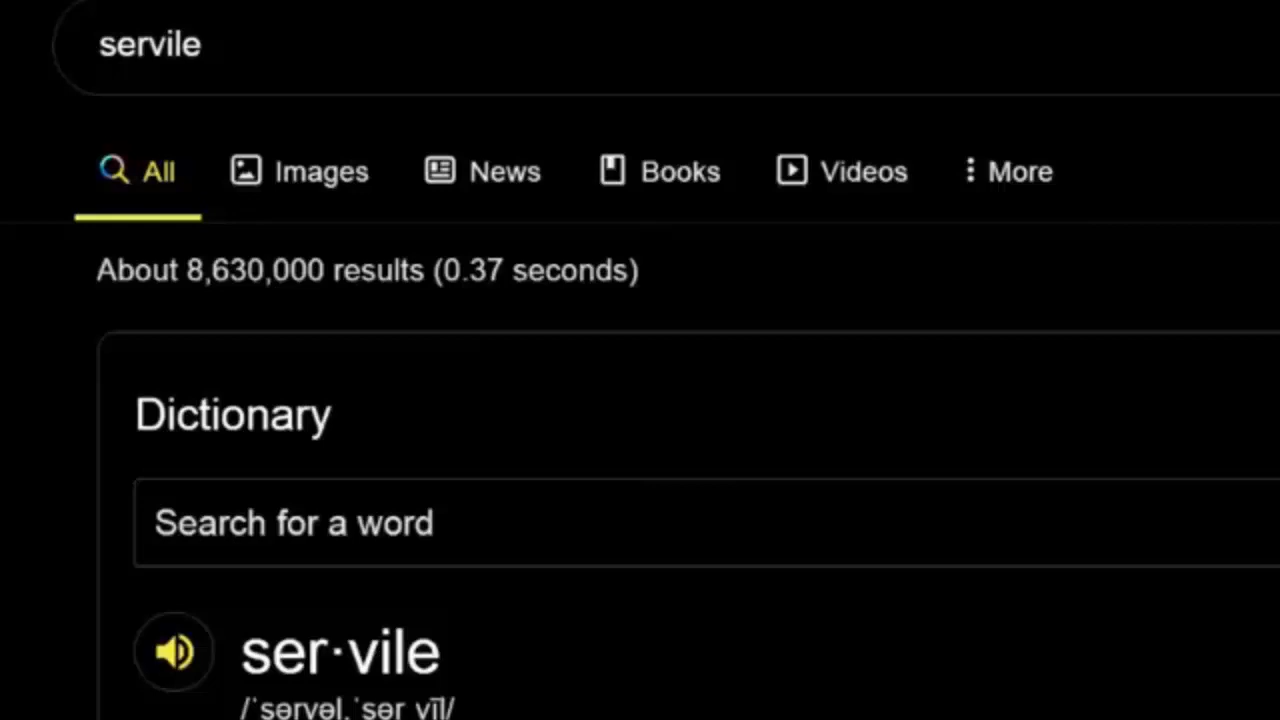 servile
All Images News Books Videos More
About 8,630,000 results (0.37 seconds)
Dictionary
Search for a word
ser·vile
/ˈsərvəl,ˈsərˌvīl/